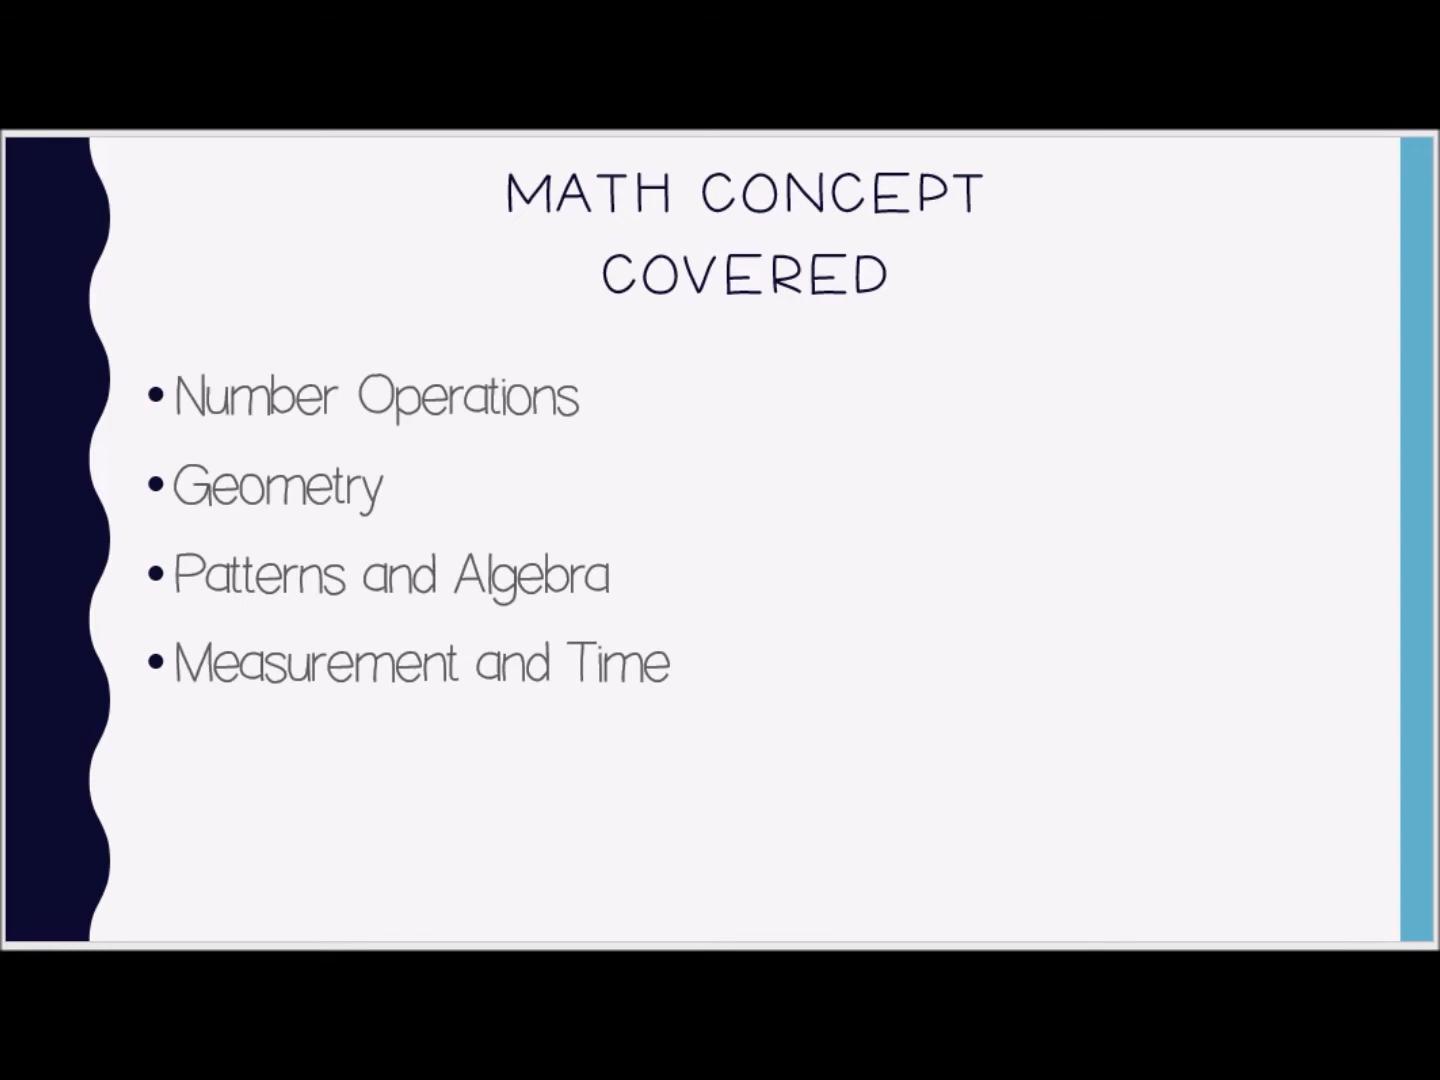 MATH CONCEPT
COVERED
• Number Operations
• Geometry
• Patterns and Algebra
• Measurement and Time